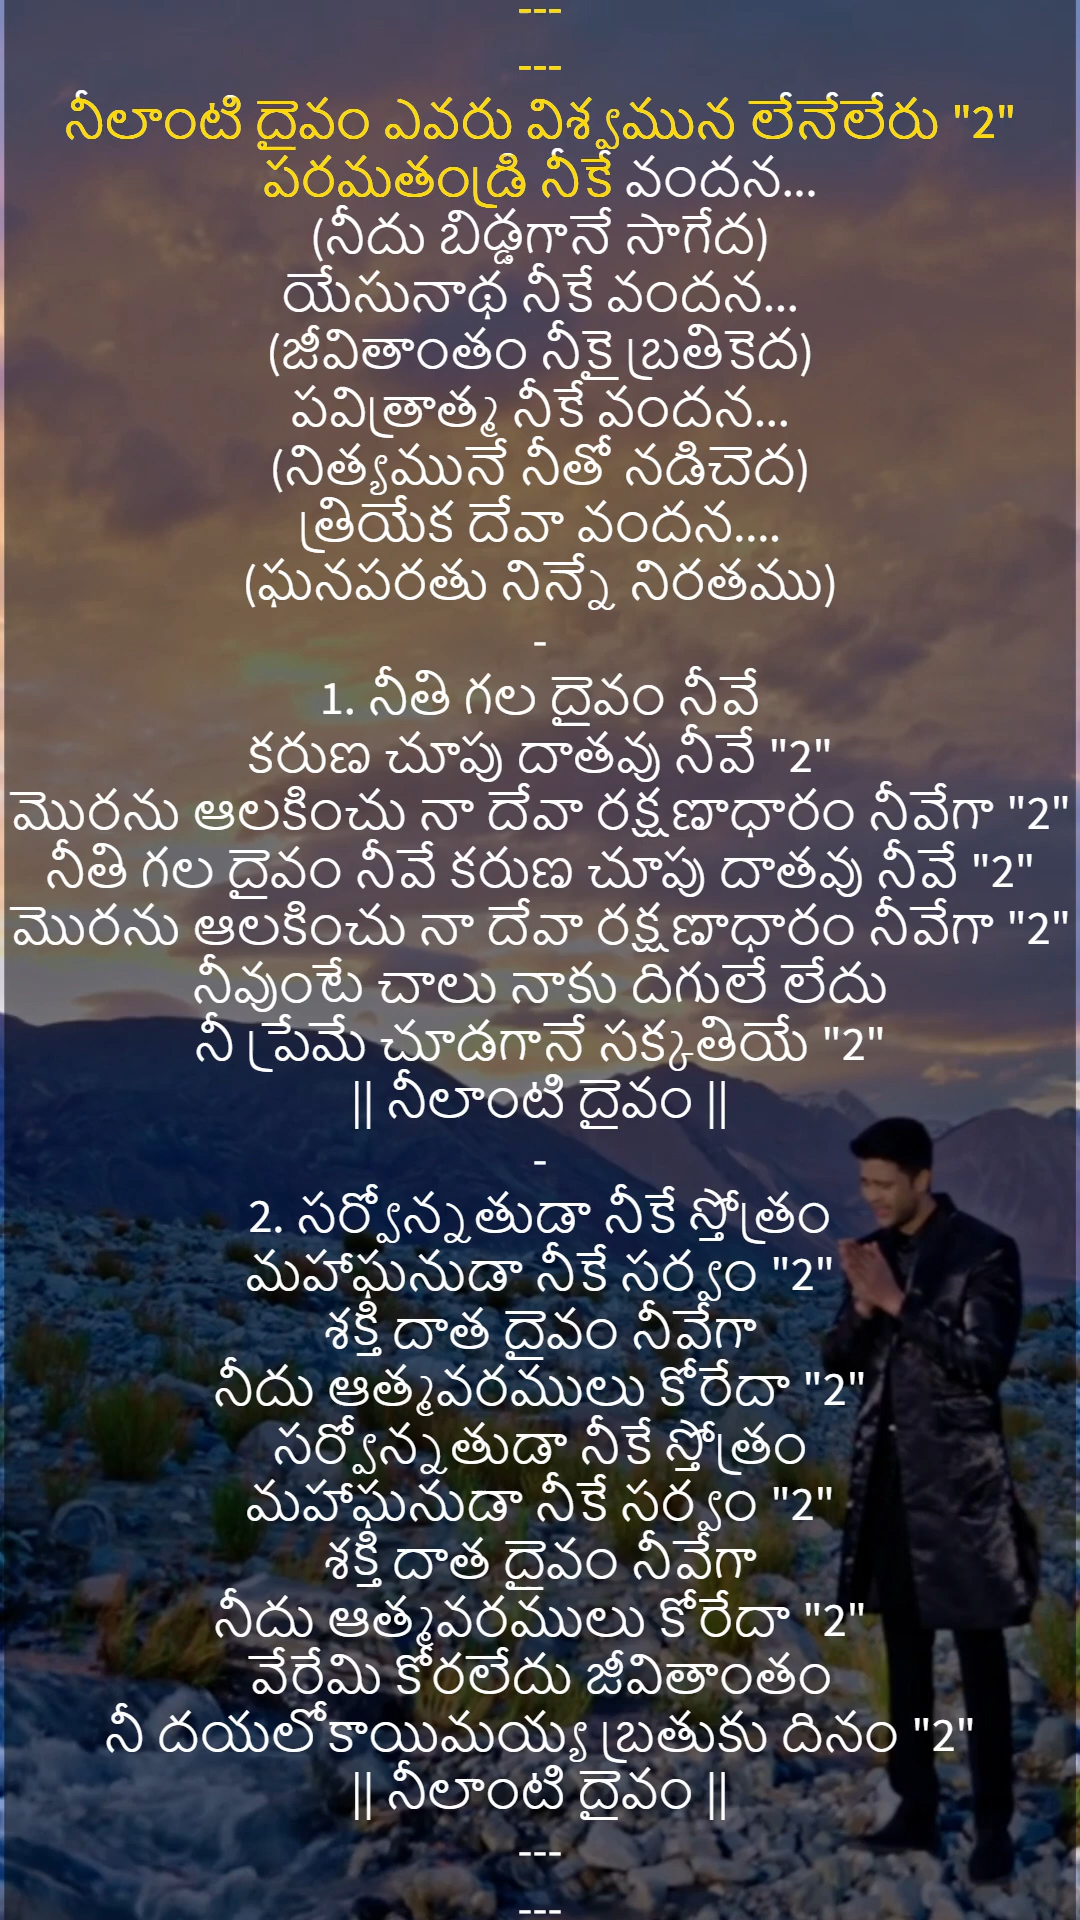 ---
---
నీలాంటి దైవం ఎవరు విశ్వమున లేనేలేరు "2"
పరమతండ్రి నీకే వందన...
(నీదు బిడ్డగానే సాగేద)
యేసునాథ నీకే వందన...
(జీవితాంతం నీకై బ్రతికెద)
పవిత్రాత్మ నీకే వందన...
(నిత్యమునే నీతో నడిచెద)
త్రియేక దేవా వందన....
(ఘనపరతు నిన్నే నిరతము)
-
1. నీతి గల దైవం నీవే
కరుణ చూపు దాతవు నీవే "2"
మొరను ఆలకించు నా దేవా రక్షణాధారం నీవేగా "2"
నీతి గల దైవం నీవే కరుణ చూపు దాతవు నీవే "2"
మొరను ఆలకించు నా దేవా రక్షణాధారం నీవేగా "2"
నీవుంటే చాలు నాకు దిగులే లేదు
నీ ప్రేమే చూడగానే సక్కతియే "2"
|| నీలాంటి దైవం ||
-
2. సర్వోన్నతుడా నీకే స్తోత్రం
మహాఘనుడా నీకే సర్వం "2"
శక్తి దాత దైవం నీవేగా
నీదు ఆత్మవరములు కోరేదా "2"
సర్వోన్నతుడా నీకే స్తోత్రం
మహాఘనుడా నీకే సర్వం "2"
శక్తి దాత దైవం నీవేగా
నీదు ఆత్మవరములు కోరేదా "2"
వేరేమి కోరలేదు జీవితాంతం
నీ దయలోకాయిమయ్య బ్రతుకు దినం "2"
|| నీలాంటి దైవం ||
---
---